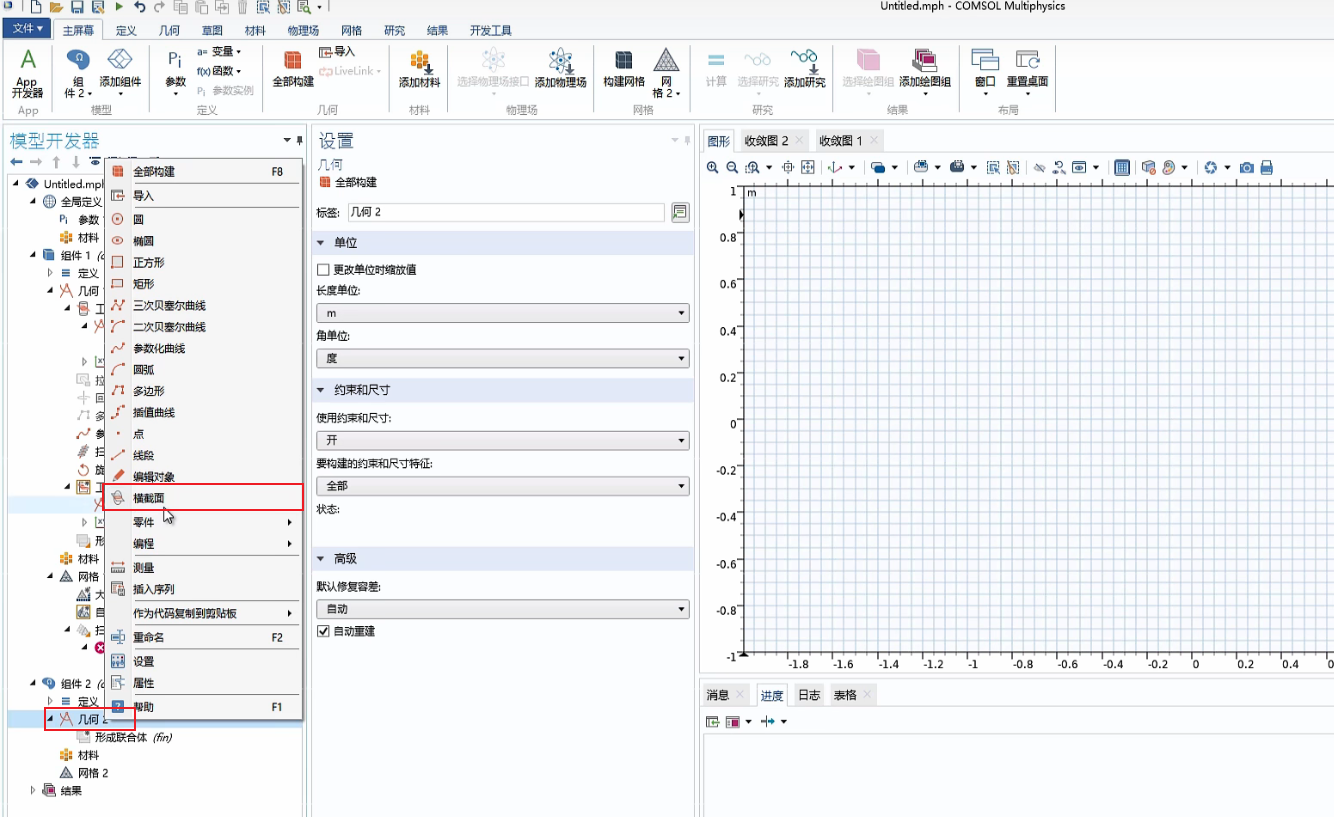 Untitled.mph - COMSOL Multiphysics
文件 主屏幕 定义 几何 草图 材料 物理场 网格 研究 结果 开发工具
App 开发器
App
组件 2
添加组件
模型
Pi
参数
a= 变量
f(x) 函数
Pi 参数实例
定义
全部构建
导入
LiveLink
几何
添加材料
材料
选择物理场接口
添加物理场
物理场
构建网格
网格 2
网格
计算
选择研究
添加研究
研究
选择绘图组
添加绘图组
结果
窗口
重置桌面
布局
模型开发器
Untitled.mph
全局定义
Pi 参数
材料
组件 1
定义
几何
材料
网格
组件 2
定义
几何 2
形成联合体 (fin)
材料
网格 2
结果
全部构建 F8
导入
圆
椭圆
正方形
矩形
三次贝塞尔曲线
二次贝塞尔曲线
参数化曲线
圆弧
多边形
插值曲线
点
线段
编辑对象
横截面
零件
编程
测量
插入序列
作为代码复制到剪贴板
重命名 F2
设置
属性
帮助 F1
设置
几何
全部构建
标签: 几何 2
单位
更改单位时缩放值
长度单位:
m
角单位:
度
约束和尺寸
使用约束和尺寸:
开
要构建的约束和尺寸特征:
全部
状态:
高级
默认修复容差:
自动
自动重建
图形 收敛图 2 收敛图 1
m
1
0.8
0.6
0.4
0.2
0
-0.2
-0.4
-0.6
-0.8
-1
-1.8 -1.6 -1.4 -1.2 -1 -0.8 -0.6 -0.4 -0.2 0 0.2 0.4 0.6
消息 进度 日志 表格